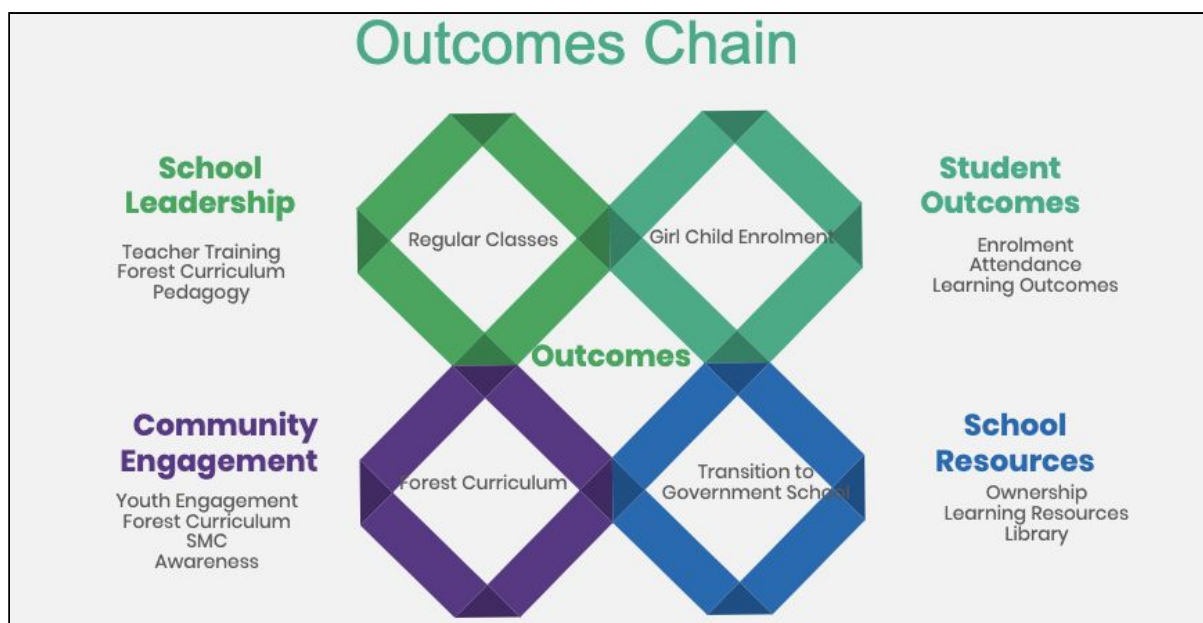 Outcomes Chain
School
Leadership
Teacher Training
Forest Curriculum
Pedagogy
Regular Classes
Girl Child Enrolment
Student
Outcomes
Enrolment
Attendance
Learning Outcomes
Outcomes
Community
Engagement
Youth Engagement
Forest Curriculum
SMC
Awareness
Forest Curriculum
Transition to
Government School
School
Resources
Ownership
Learning Resources
Library